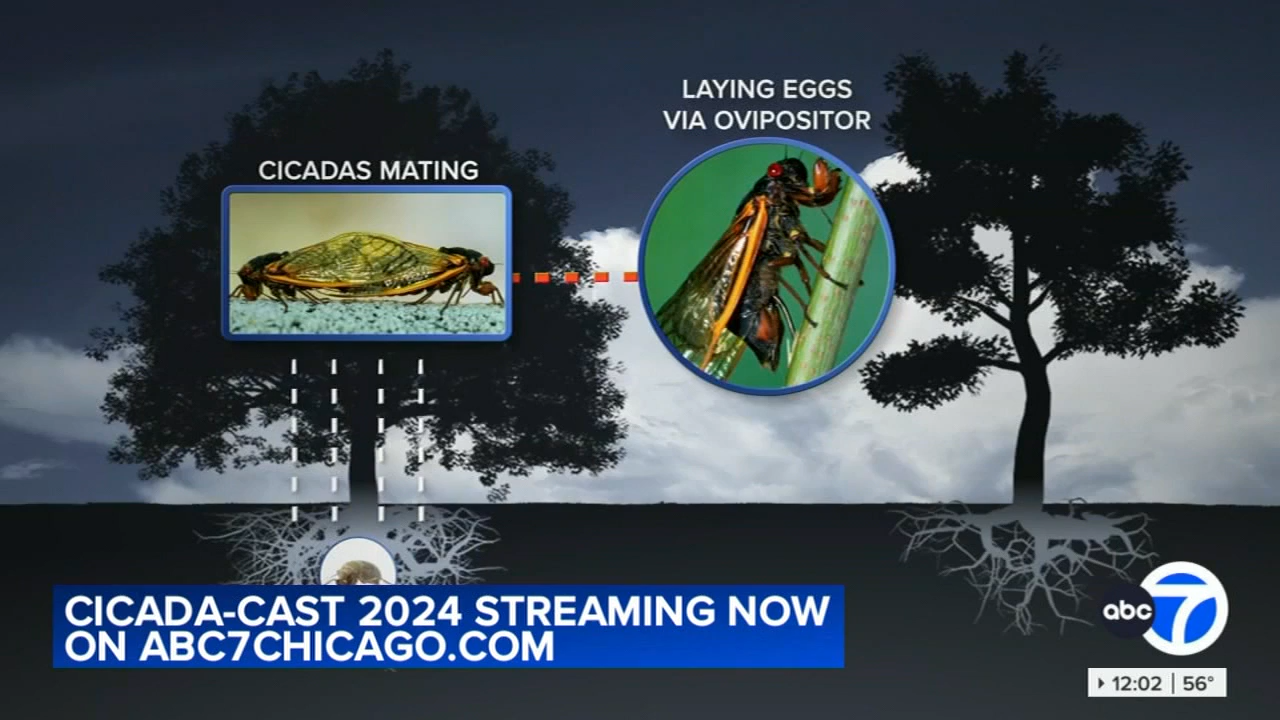 LAYING EGGS
VIA OVIPOSITOR
CICADAS MATING
CICADA-CAST 2024 STREAMING NOW
ON ABC7CHICAGO.COM
abc 7
12:02 | 56°